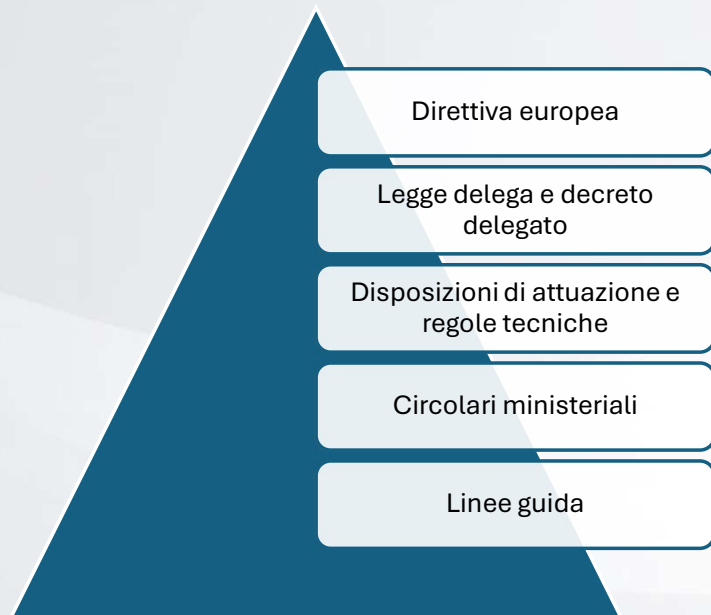 Direttiva europea
Legge delega e decreto
delegato
Disposizioni di attuazione e
regole tecniche
Circolari ministeriali
Linee guida